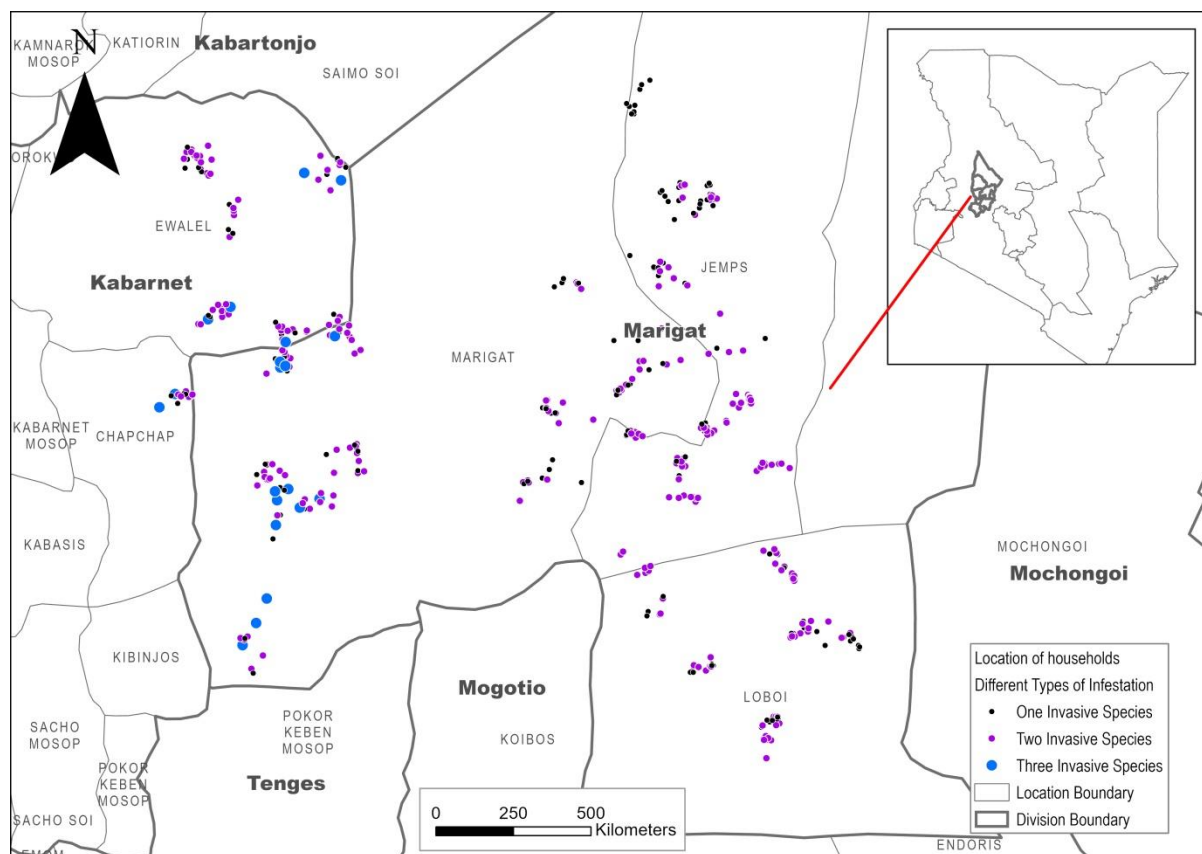 N
KAMNAROK
MOSOP
KATIORIN
Kabartonjo
SAIMO SOI
EWALEL
Kabarnet
JEMPS
Marigat
MARIGAT
KABARNET
MOSOP
CHAPCHAP
KABASIS
KIBINJOS
MOCHONGOI
Mochongoi
Mogotio
KOIBOS
LOBOI
POKOR
KEBEN
MOSOP
Tenges
SACHO
MOSOP
POKOR
KEBEN
MOSOP
SACHO SOI
ENDORIS
0 250 500
Kilometers
Location of households
Different Types of Infestation
One Invasive Species
Two Invasive Species
Three Invasive Species
Location Boundary
Division Boundary